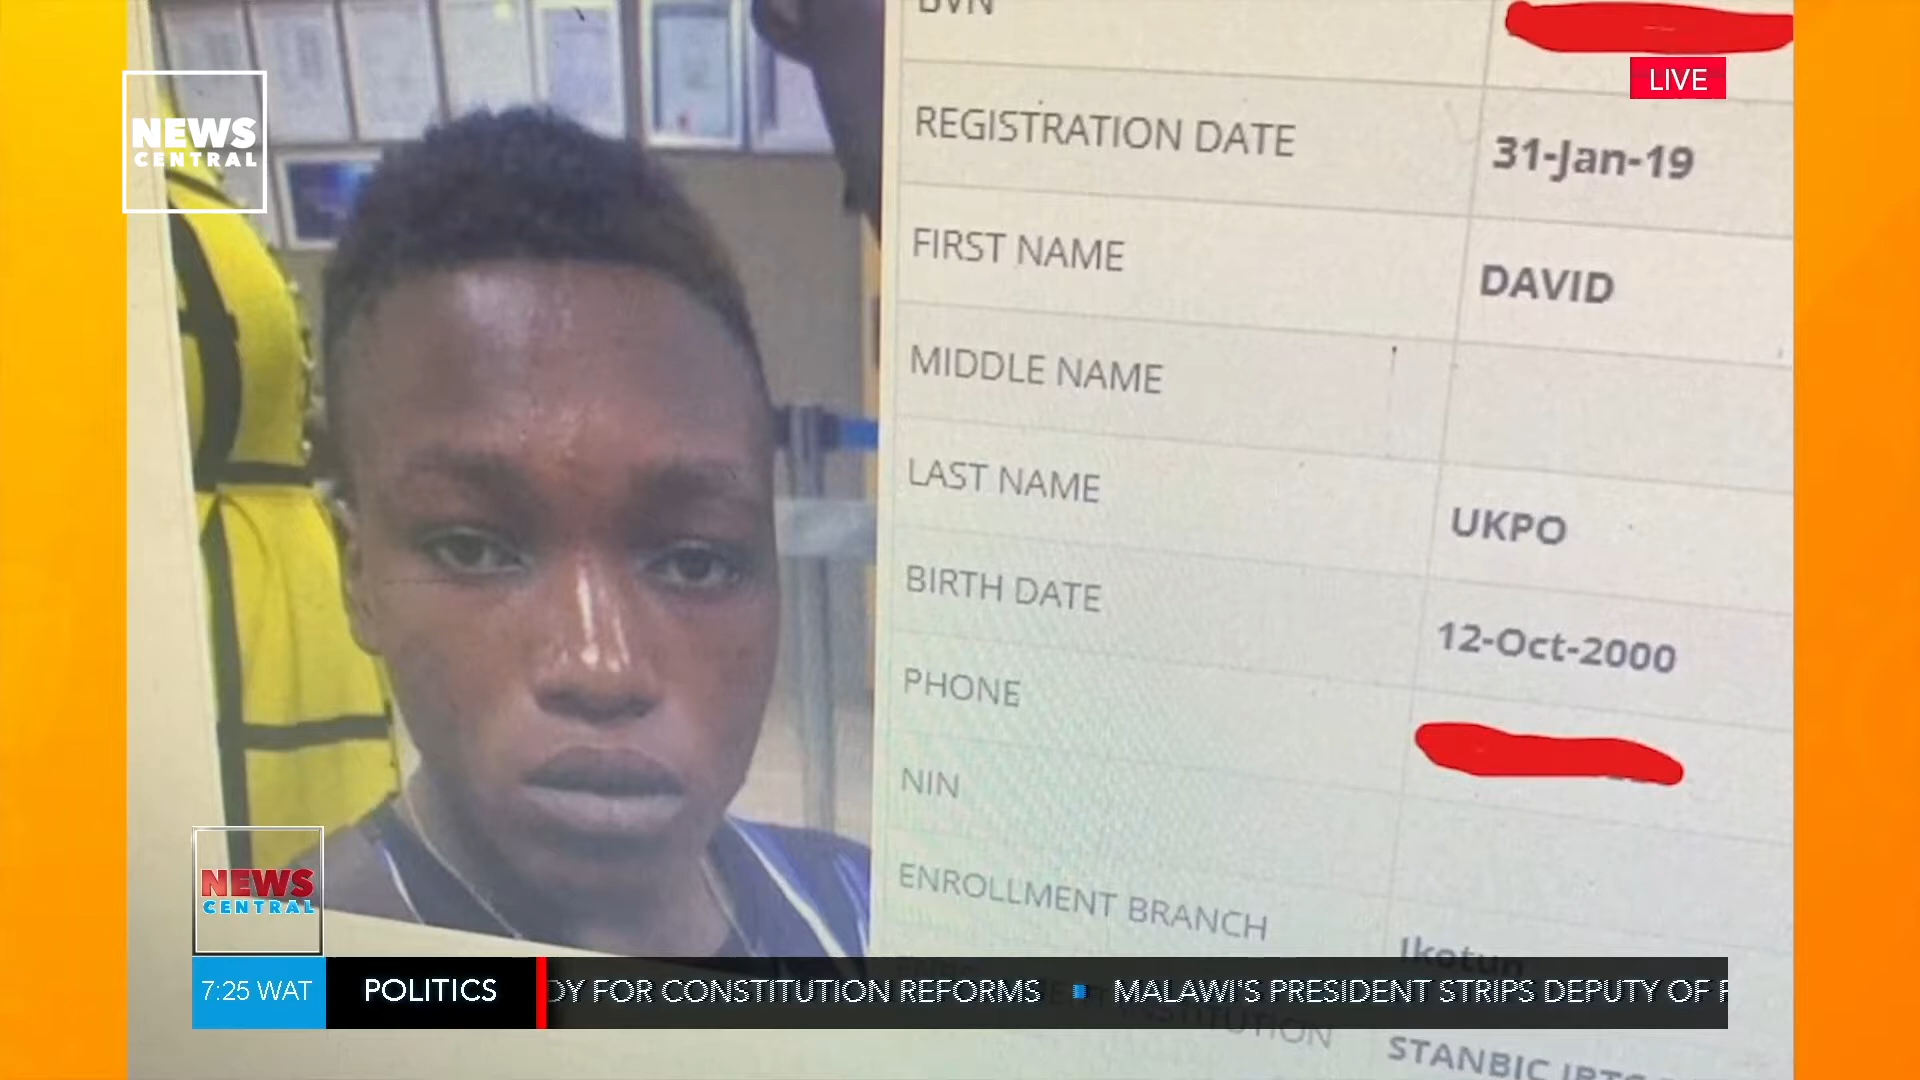 BVN
LIVE
NEWS
CENTRAL
REGISTRATION DATE 31-Jan-19
FIRST NAME DAVID
MIDDLE NAME
LAST NAME UKPO
BIRTH DATE 12-Oct-2000
PHONE
NIN
ENROLLMENT BRANCH Ikotun
NEWS
CENTRAL
7:25 WAT POLITICS DY FOR CONSTITUTION REFORMS MALAWI'S PRESIDENT STRIPS DEPUTY OF
INSTITUTION STANBIC